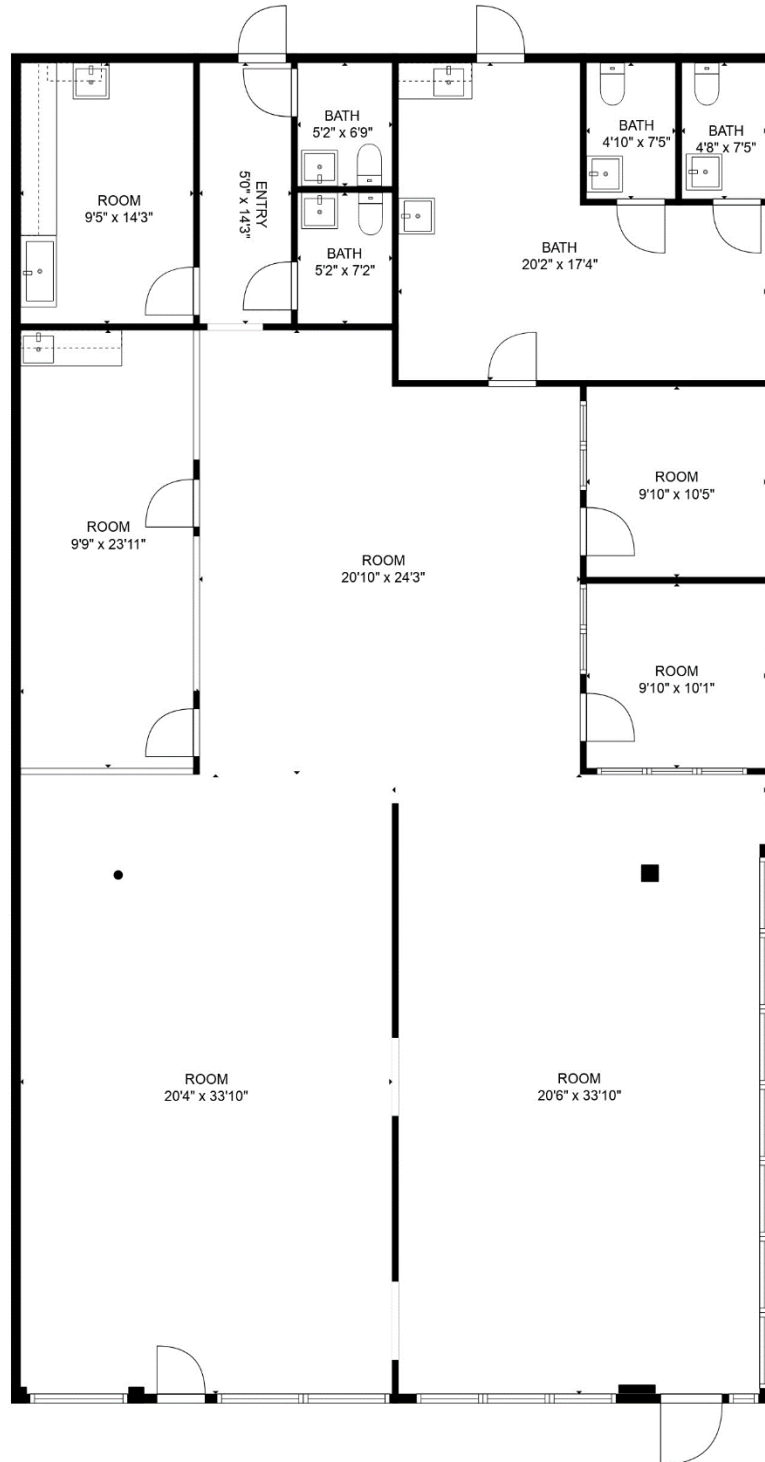 BATH
5'2" x 6'9"
BATH
4'10" x 7'5"
BATH
4'8" x 7'5"
ROOM
9'5" x 14'3"
ENTRY
5'0" x 14'3"
BATH
5'2" x 7'2"
BATH
20'2" x 17'4"
ROOM
9'10" x 10'5"
ROOM
9'9" x 23'11"
ROOM
20'10" x 24'3"
ROOM
9'10" x 10'1"
ROOM
20'4" x 33'10"
ROOM
20'6" x 33'10"